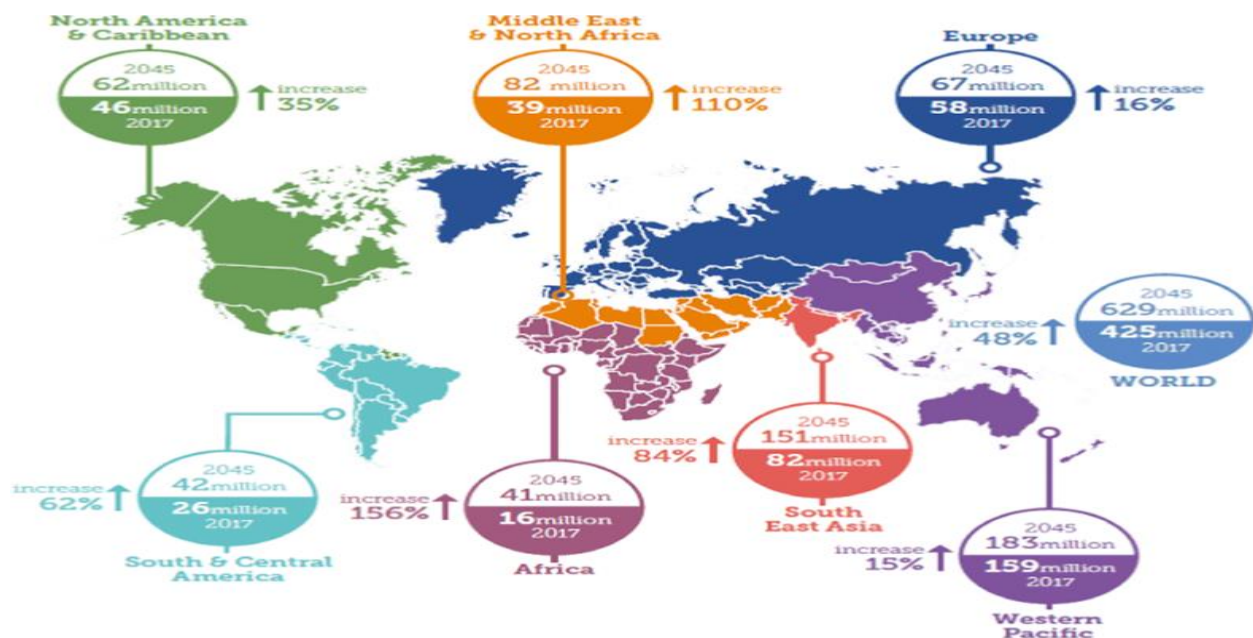 North America
& Caribbean
2045
62million
46million
2017
increase
35%
Middle East
& North Africa
2045
82 million
39million
2017
increase
110%
Europe
2045
67million
58million
2017
increase
16%
2045
629million
425million
2017
WORLD
increase
48%
2045
42million
26million
2017
South & Central
America
increase
62%
2045
41million
16million
2017
Africa
increase
156%
2045
151million
82million
2017
South
East Asia
increase
84%
2045
183million
159million
2017
Western
Pacific
increase
15%